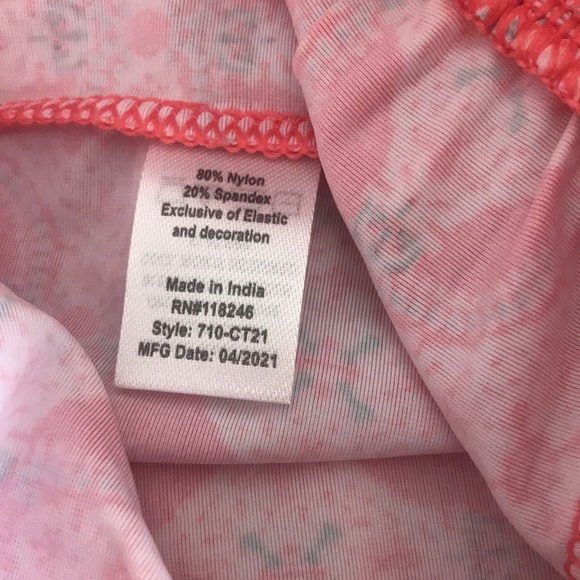 80% Nylon
20% Spandex
Exclusive of Elastic
and decoration
Made in India
RN#118246
Style: 710-CT21
MFG Date: 04/2021